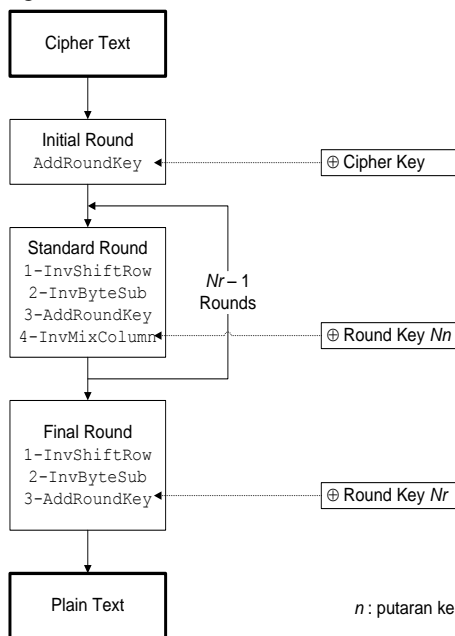 Cipher Text
Initial Round
AddRoundKey
⊕ Cipher Key
Standard Round
1-InvShiftRow
2-InvByteSub
3-AddRoundKey
4-InvMixColumn
Nr – 1
Rounds
⊕ Round Key Nn
Final Round
1-InvShiftRow
2-InvByteSub
3-AddRoundKey
⊕ Round Key Nr
Plain Text
n : putaran ke